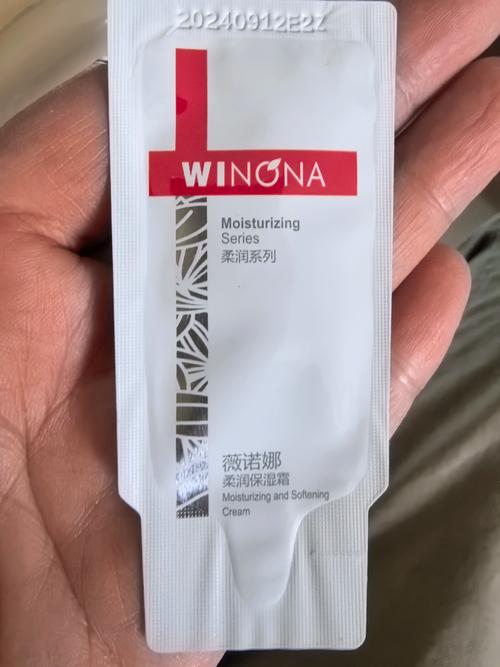 20240912E2Z
WINONA
Moisturizing
Series
柔润系列
薇诺娜
柔润保湿霜
Moisturizing and Softening
Cream